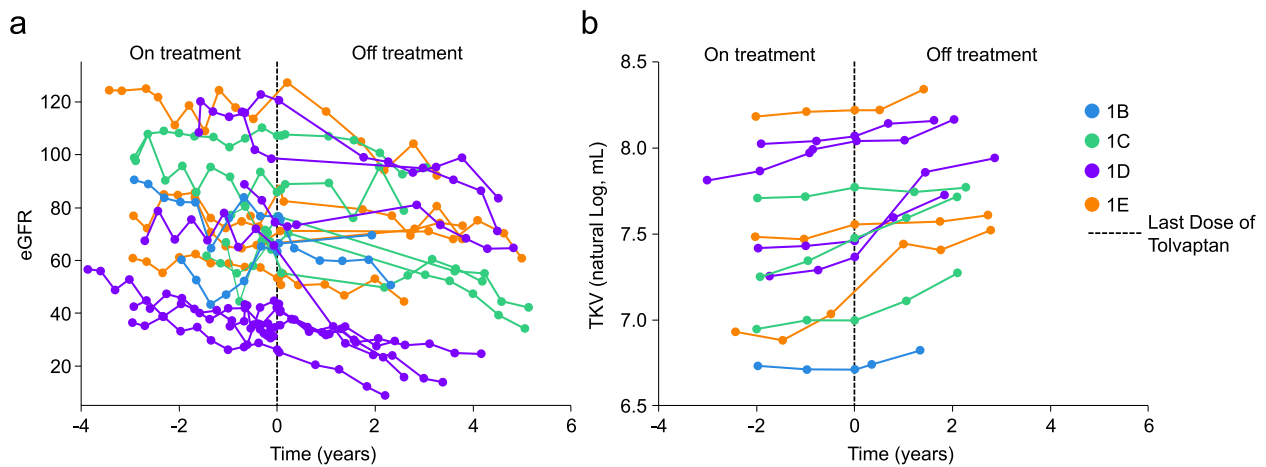 a
On treatment
Off treatment
eGFR
120
100
80
60
40
20
-4
-2
0
2
4
6
Time (years)
b
On treatment
Off treatment
TKV (natural Log, mL)
8.5
8.0
7.5
7.0
6.5
-4
-2
0
2
4
6
Time (years)
1B
1C
1D
1E
Last Dose of
Tolvaptan